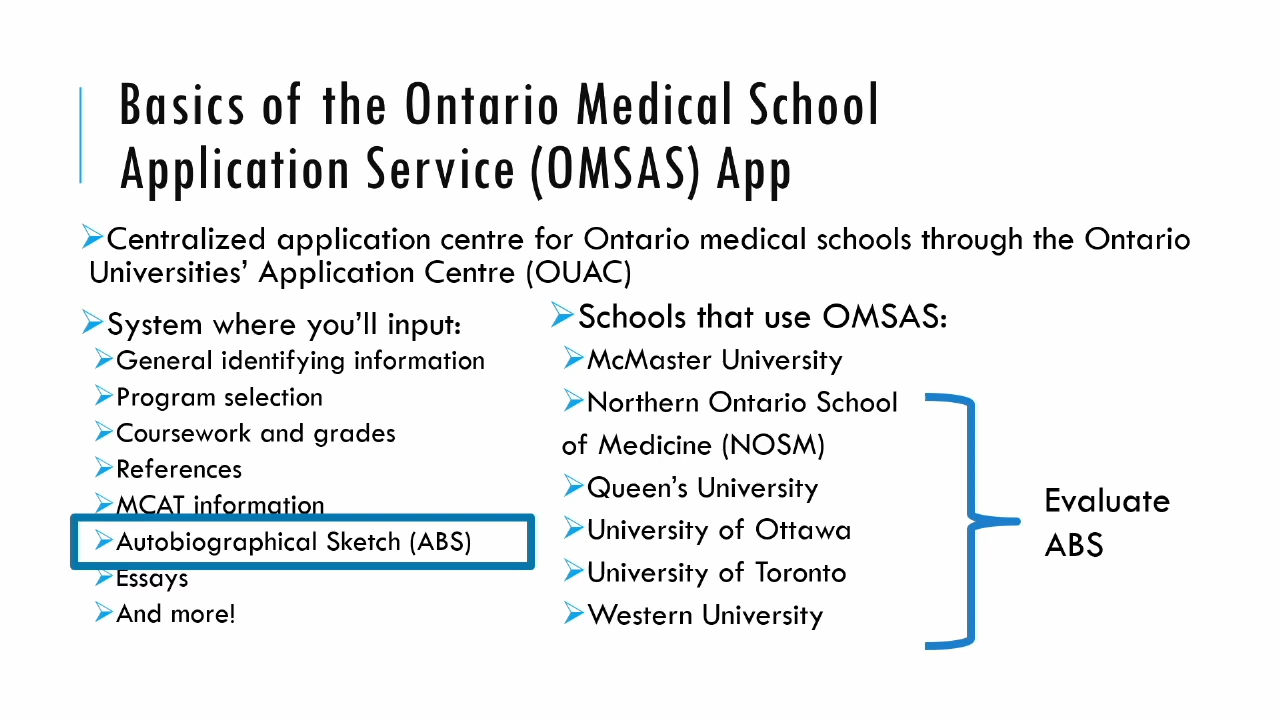 Basics of the Ontario Medical School
Application Service (OMSAS) App
Centralized application centre for Ontario medical schools through the Ontario
Universities’ Application Centre (OUAC)
System where you’ll input:
General identifying information
Program selection
Coursework and grades
References
MCAT information
Autobiographical Sketch (ABS)
Essays
And more!
Schools that use OMSAS:
McMaster University
Northern Ontario School
of Medicine (NOSM)
Queen’s University
University of Ottawa
University of Toronto
Western University
Evaluate
ABS